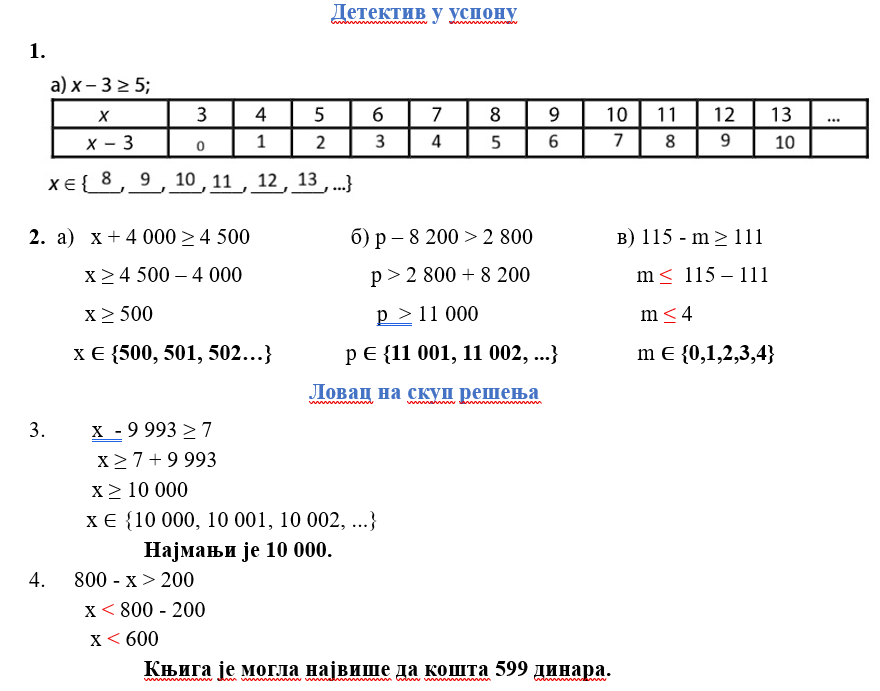 Детектив у успону
1.
а) x – 3 ≥ 5;
x 3 4 5 6 7 8 9 10 11 12 13 ...
x – 3 0 1 2 3 4 5 6 7 8 9 10
x ∈ {8, 9, 10, 11, 12, 13, ...}
2. а) x + 4 000 ≥ 4 500 б) p – 8 200 > 2 800 в) 115 - m ≥ 111
x ≥ 4 500 – 4 000 p > 2 800 + 8 200 m ≤ 115 – 111
x ≥ 500 p > 11 000 m ≤ 4
x ∈ {500, 501, 502…} p ∈ {11 001, 11 002, ...} m ∈ {0,1,2,3,4}
Ловац на скуп решења
3. x - 9 993 ≥ 7
x ≥ 7 + 9 993
x ≥ 10 000
x ∈ {10 000, 10 001, 10 002, ...}
Најмањи је 10 000.
4. 800 - x > 200
x < 800 - 200
x < 600
Књига је могла највише да кошта 599 динара.